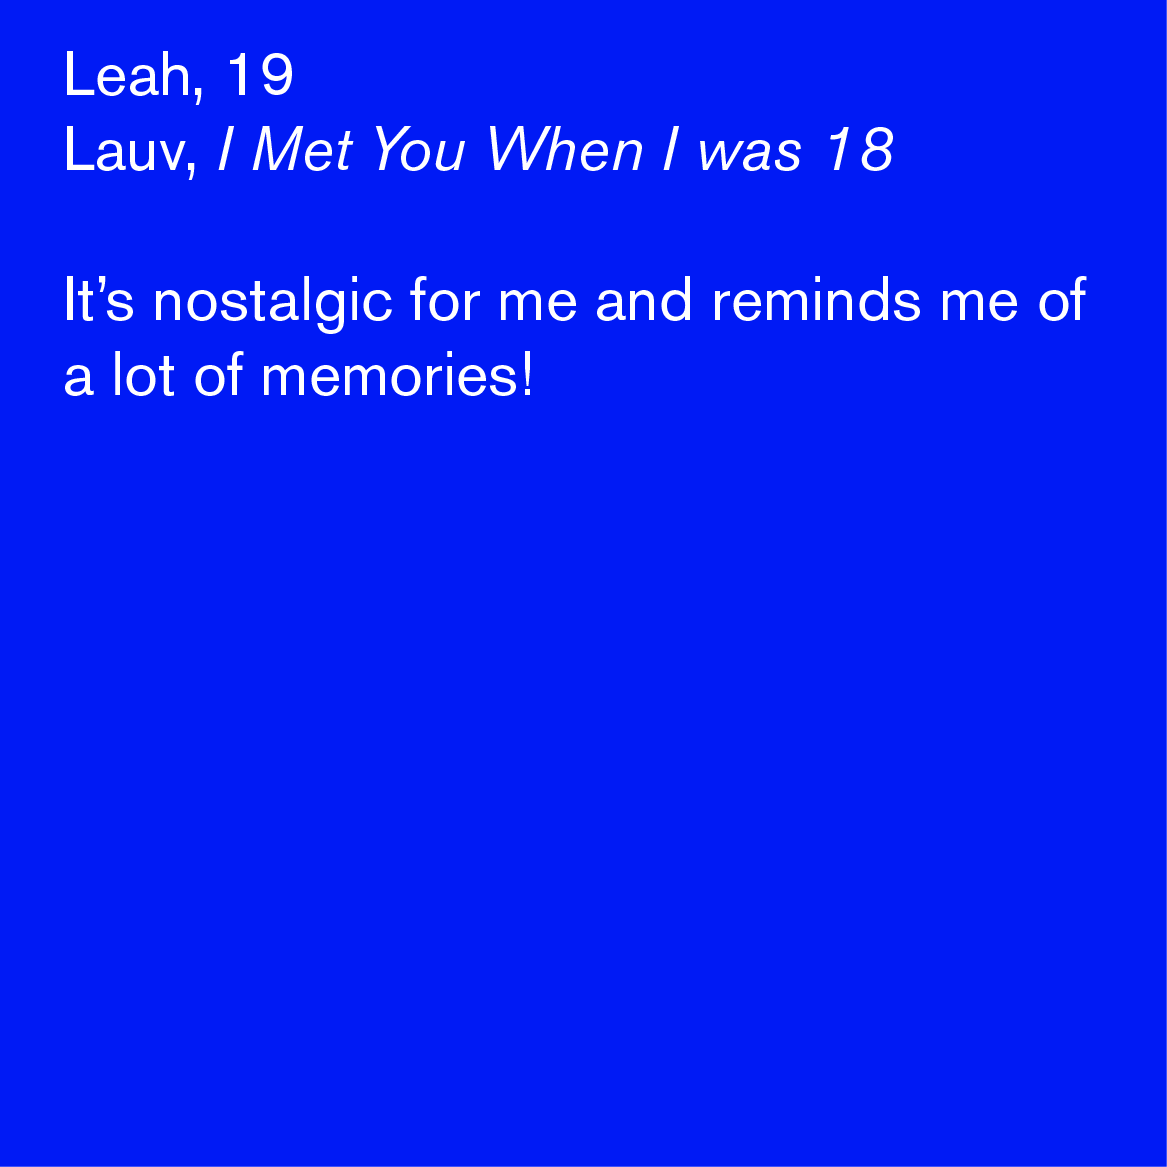 Leah, 19
Lauv, I Met You When I was 18
It’s nostalgic for me and reminds me of
a lot of memories!